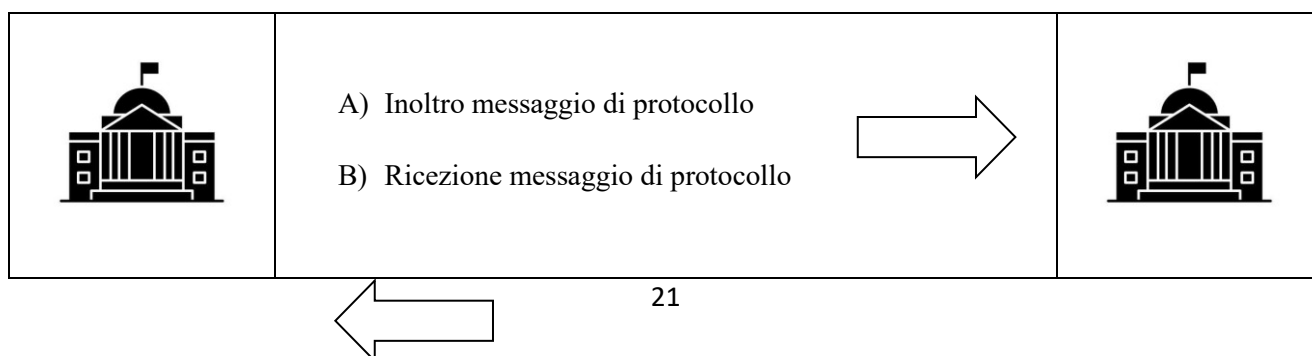 A) Inoltro messaggio di protocollo
B) Ricezione messaggio di protocollo
21